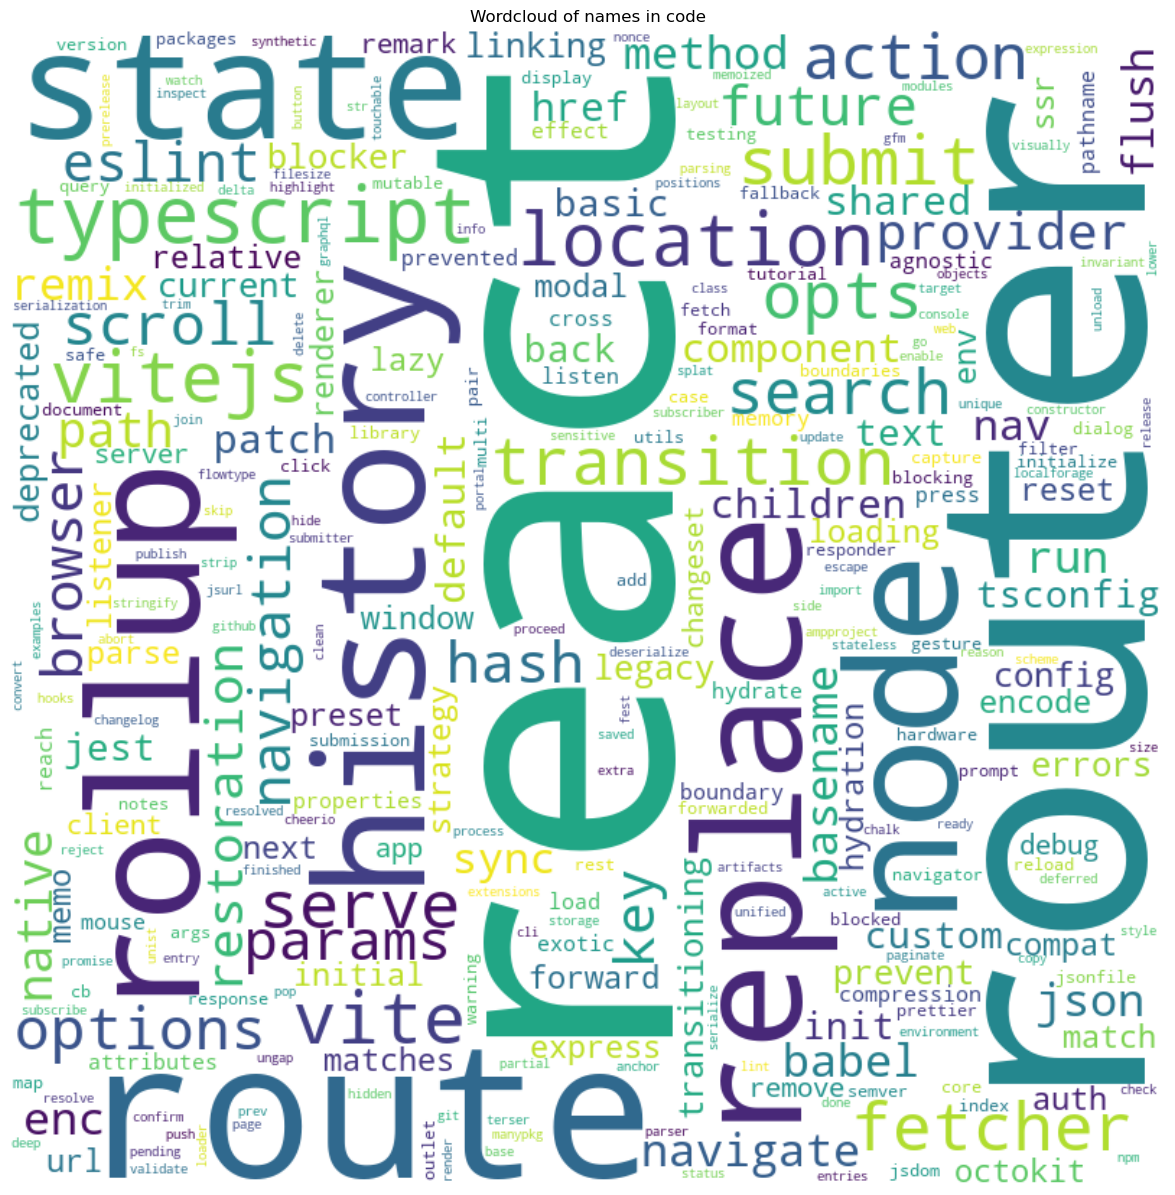 Wordcloud of names in code
version
packages
synthetic
remark
linking
nonce
method
action
expression
state
watch
inspect
prerelease
button
str
touchable
display
href
effect
memoized
layout
future
modules
ssr
pathname
flush
testing
gfm
visually
eslint
blocker
filesize
highlight
query
initialized
delta
mutable
parsing
positions
submit
fallback
shared
basic
typescript
info
graphql
location
provider
prevented
relative
agnostic
objects
invariant
lower
remix
current
serialization
trim
renderer
modal
class
tutorial
opts
target
console
unload
scroll
delete
cross
fetch
format
web
go
enable
env
deprecated
safe
fs
vitejs
lazy
back
listen
component
boundaries
splat
controller
pair
case
subscriber
search
unique
constructor
release
document
join
path
patch
library
memory
sensitive
utils
update
text
nav
dialog
filter
initialize
localforage
server
flowtype
click
default
multi
portal
transition
capture
blocking
press
reset
browser
listener
rollup
skip
hide
submitter
history
react
children
loading
changeset
responder
escape
import
run
tsconfig
publish
strip
jsurl
stringify
navigation
add
replace
node
router
side
ampproject
stateless
gesture
reason
scheme
examples
abort
parse
github
clean
window
proceed
deserialize
hash
legacy
hydrate
config
encode
convert
hooks
changelog
restoration
preset
submission
strategy
fest
saved
extra
basename
hydration
hardware
size
reach
jest
notes
resolved
properties
cheerio
boundary
forwarded
prompt
errors
client
reject
next
finished
app
process
sync
rest
artifacts
chalk
ready
debug
reload
deferred
native
memo
mouse
args
unist
serve
params
extensions
load
storage
key
transitioning
active
navigator
unified
blocked
cli
exotic
custom
compat
style
promise
entry
initial
forward
prevent
paginate
copy
jsonfile
cb
subscribe
response
pop
warning
serialize
compression
prettier
json
options
vite
init
environment
match
attributes
ungap
matches
express
partial
anchor
lint
babel
map
resolve
route
hidden
remove
semver
core
check
enc
confirm
prev
page
git
terser
manypkg
done
index
auth
deep
push
pending
loader
outlet
base
parser
fetcher
url
validate
render
navigate
status
entries
jsdom
octokit
npm